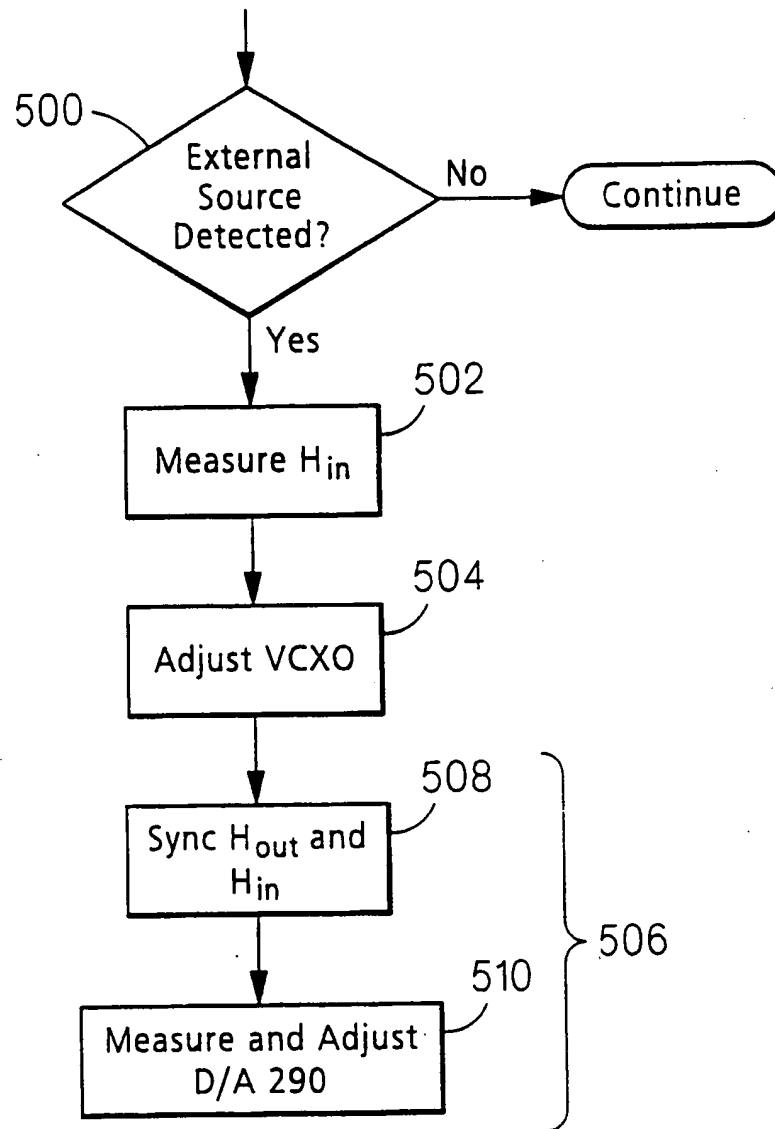 500
External
Source
Detected?
No
Continue
Yes
502
Measure H_in
504
Adjust VCXO
508
Sync H_out and
H_in
506
510
Measure and Adjust
D/A 290